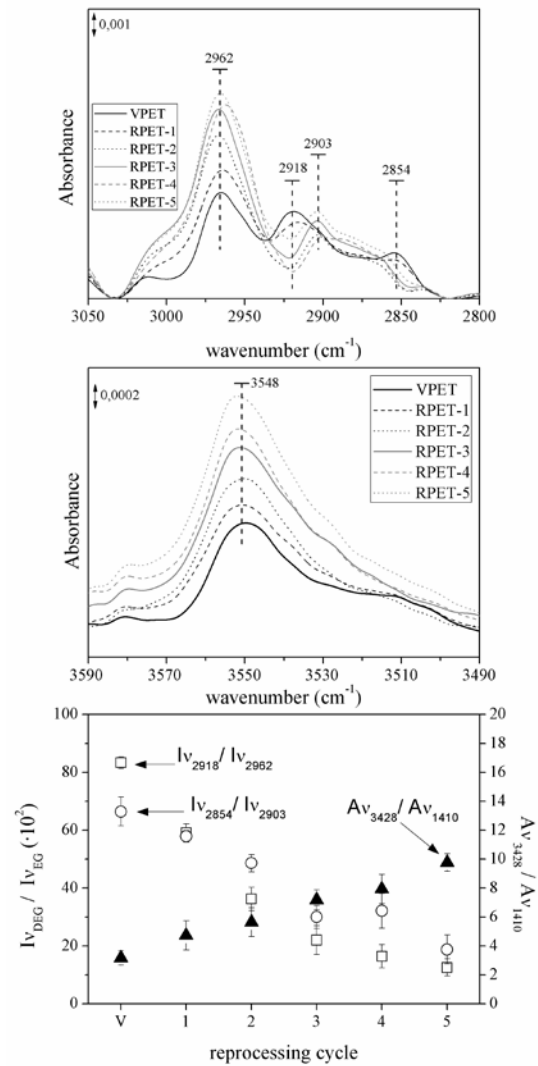 0,001
2962
2903
2918
2854
VPET
RPET-1
RPET-2
RPET-3
RPET-4
RPET-5
Absorbance
3050 3000 2950 2900 2850 2800
wavenumber (cm⁻¹)
0,0002
3548
VPET
RPET-1
RPET-2
RPET-3
RPET-4
RPET-5
Absorbance
3590 3570 3550 3530 3510 3490
wavenumber (cm⁻¹)
100 20
18
80 16
14
60 12
10
40 8
6
20 4
2
0 0
Iν2918/ Iν2962
Iν2854/ Iν2903
Aν3428/ Aν1410
IνDEG / IνEG (·10²)
Aν3428 / Aν1410
V 1 2 3 4 5
reprocessing cycle